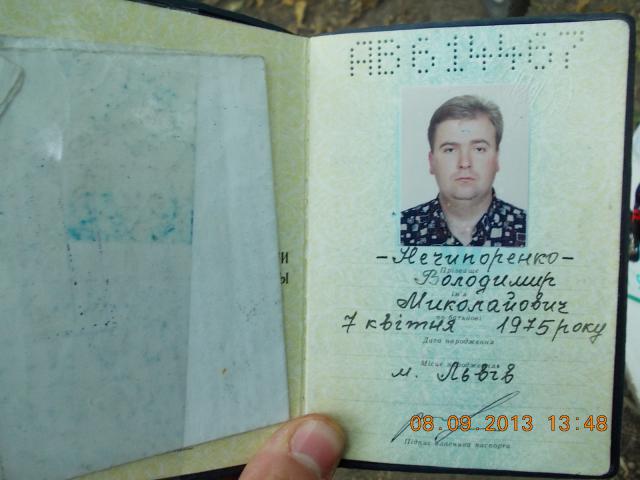 АВ614467
-Нечипоренко-
Прізвище
Володимир
ім'я
Миколайович
по батькові
7 квітня 1975 року
Дата народження
Місце народження
м. Львів
08.09.2013 13:48
Підпис власника паспорта